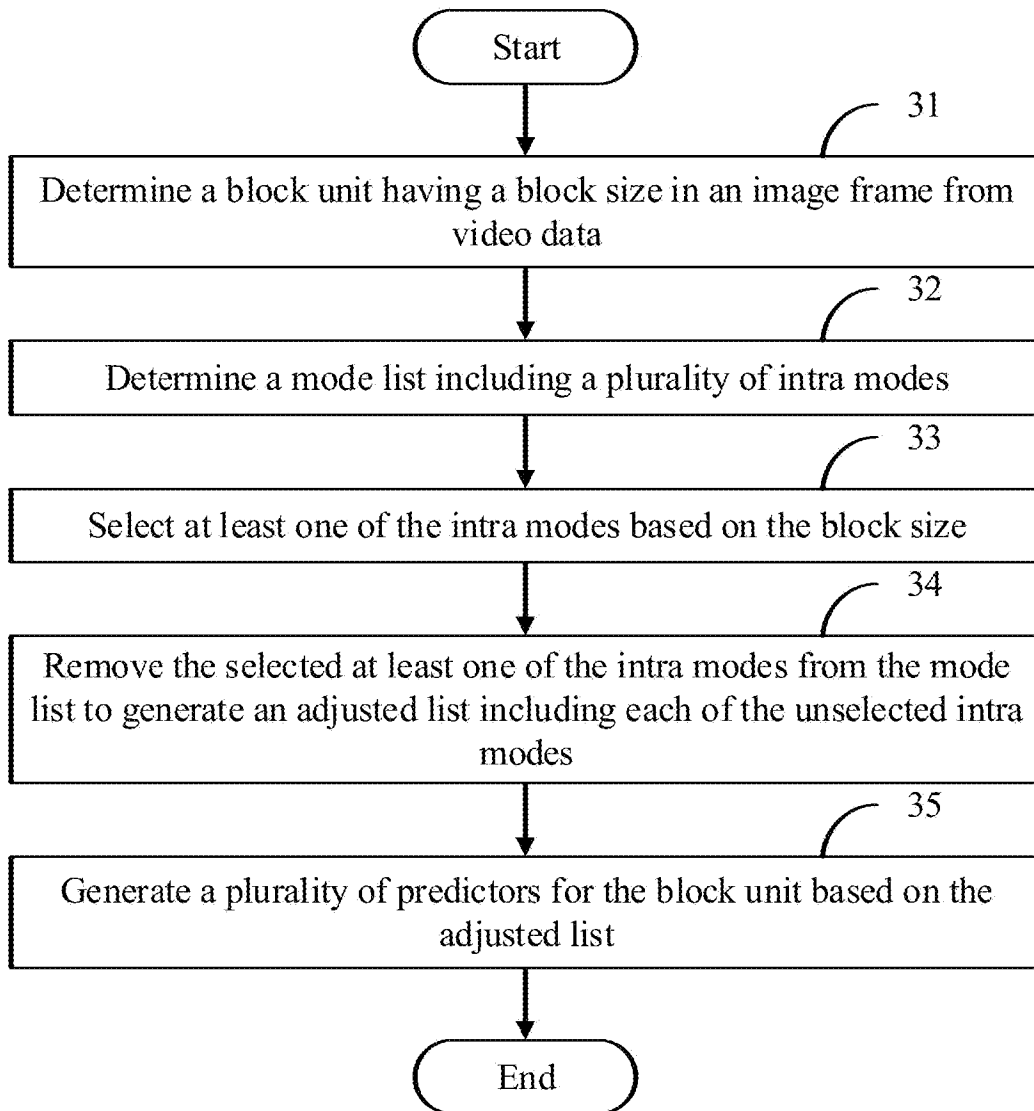 Start
31
Determine a block unit having a block size in an image frame from
video data
32
Determine a mode list including a plurality of intra modes
33
Select at least one of the intra modes based on the block size
34
Remove the selected at least one of the intra modes from the mode
list to generate an adjusted list including each of the unselected intra
modes
35
Generate a plurality of predictors for the block unit based on the
adjusted list
End